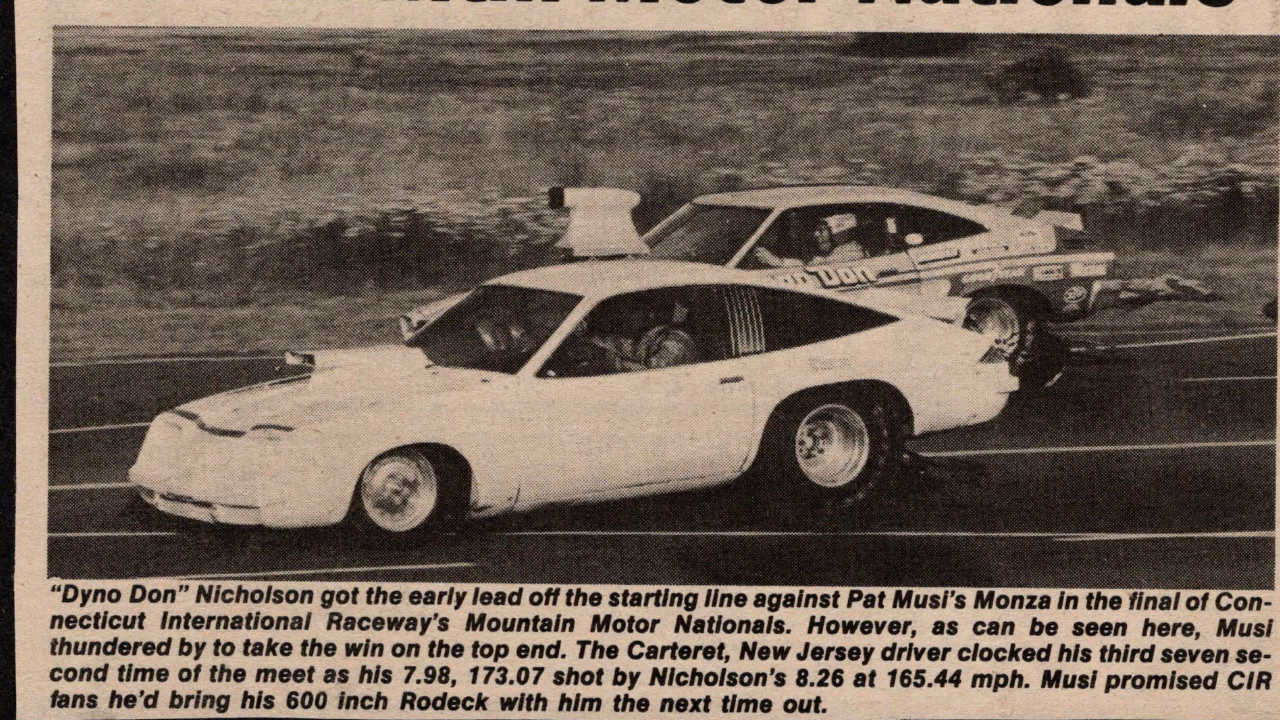 Motor Nationals
Don
"Dyno Don" Nicholson got the early lead off the starting line against Pat Musi's Monza in the final of Con-
necticut International Raceway's Mountain Motor Nationals. However, as can be seen here, Musi
thundered by to take the win on the top end. The Carteret, New Jersey driver clocked his third seven se-
cond time of the meet as his 7.98, 173.07 shot by Nicholson's 8.26 at 165.44 mph. Musi promised CIR
fans he'd bring his 600 inch Rodeck with him the next time out.